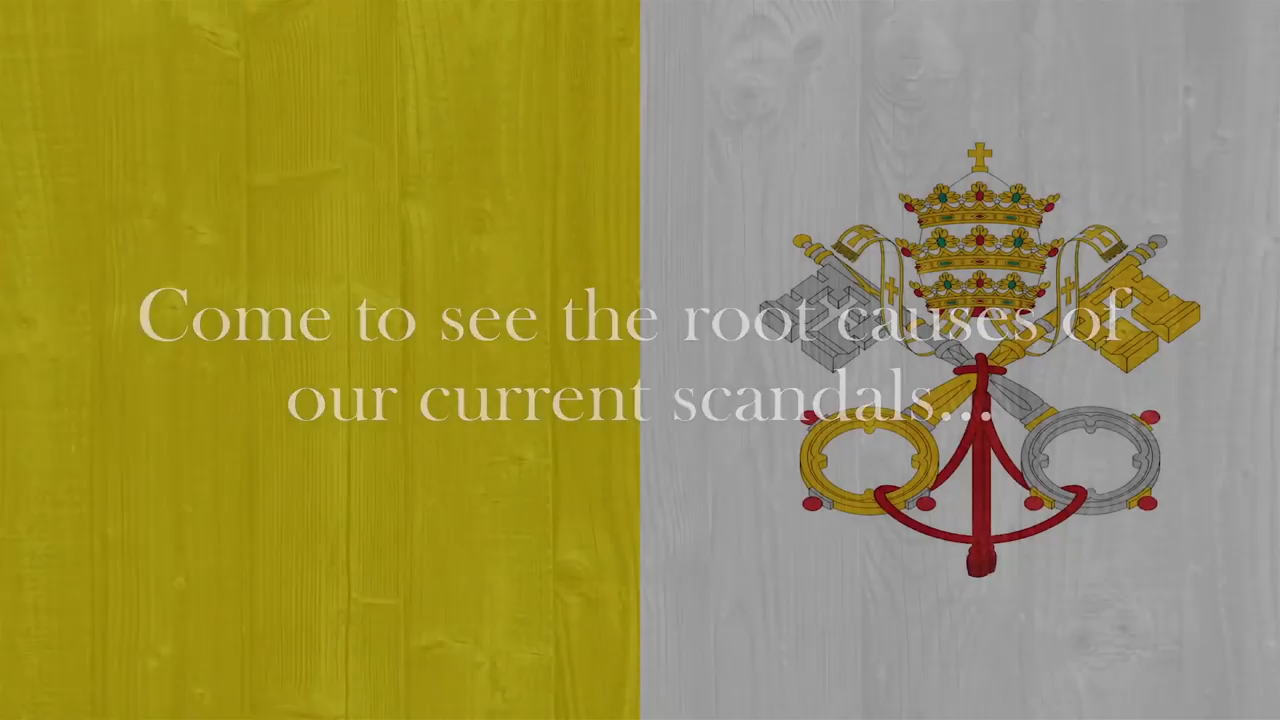 Come to see the root causes of
our current scandals...